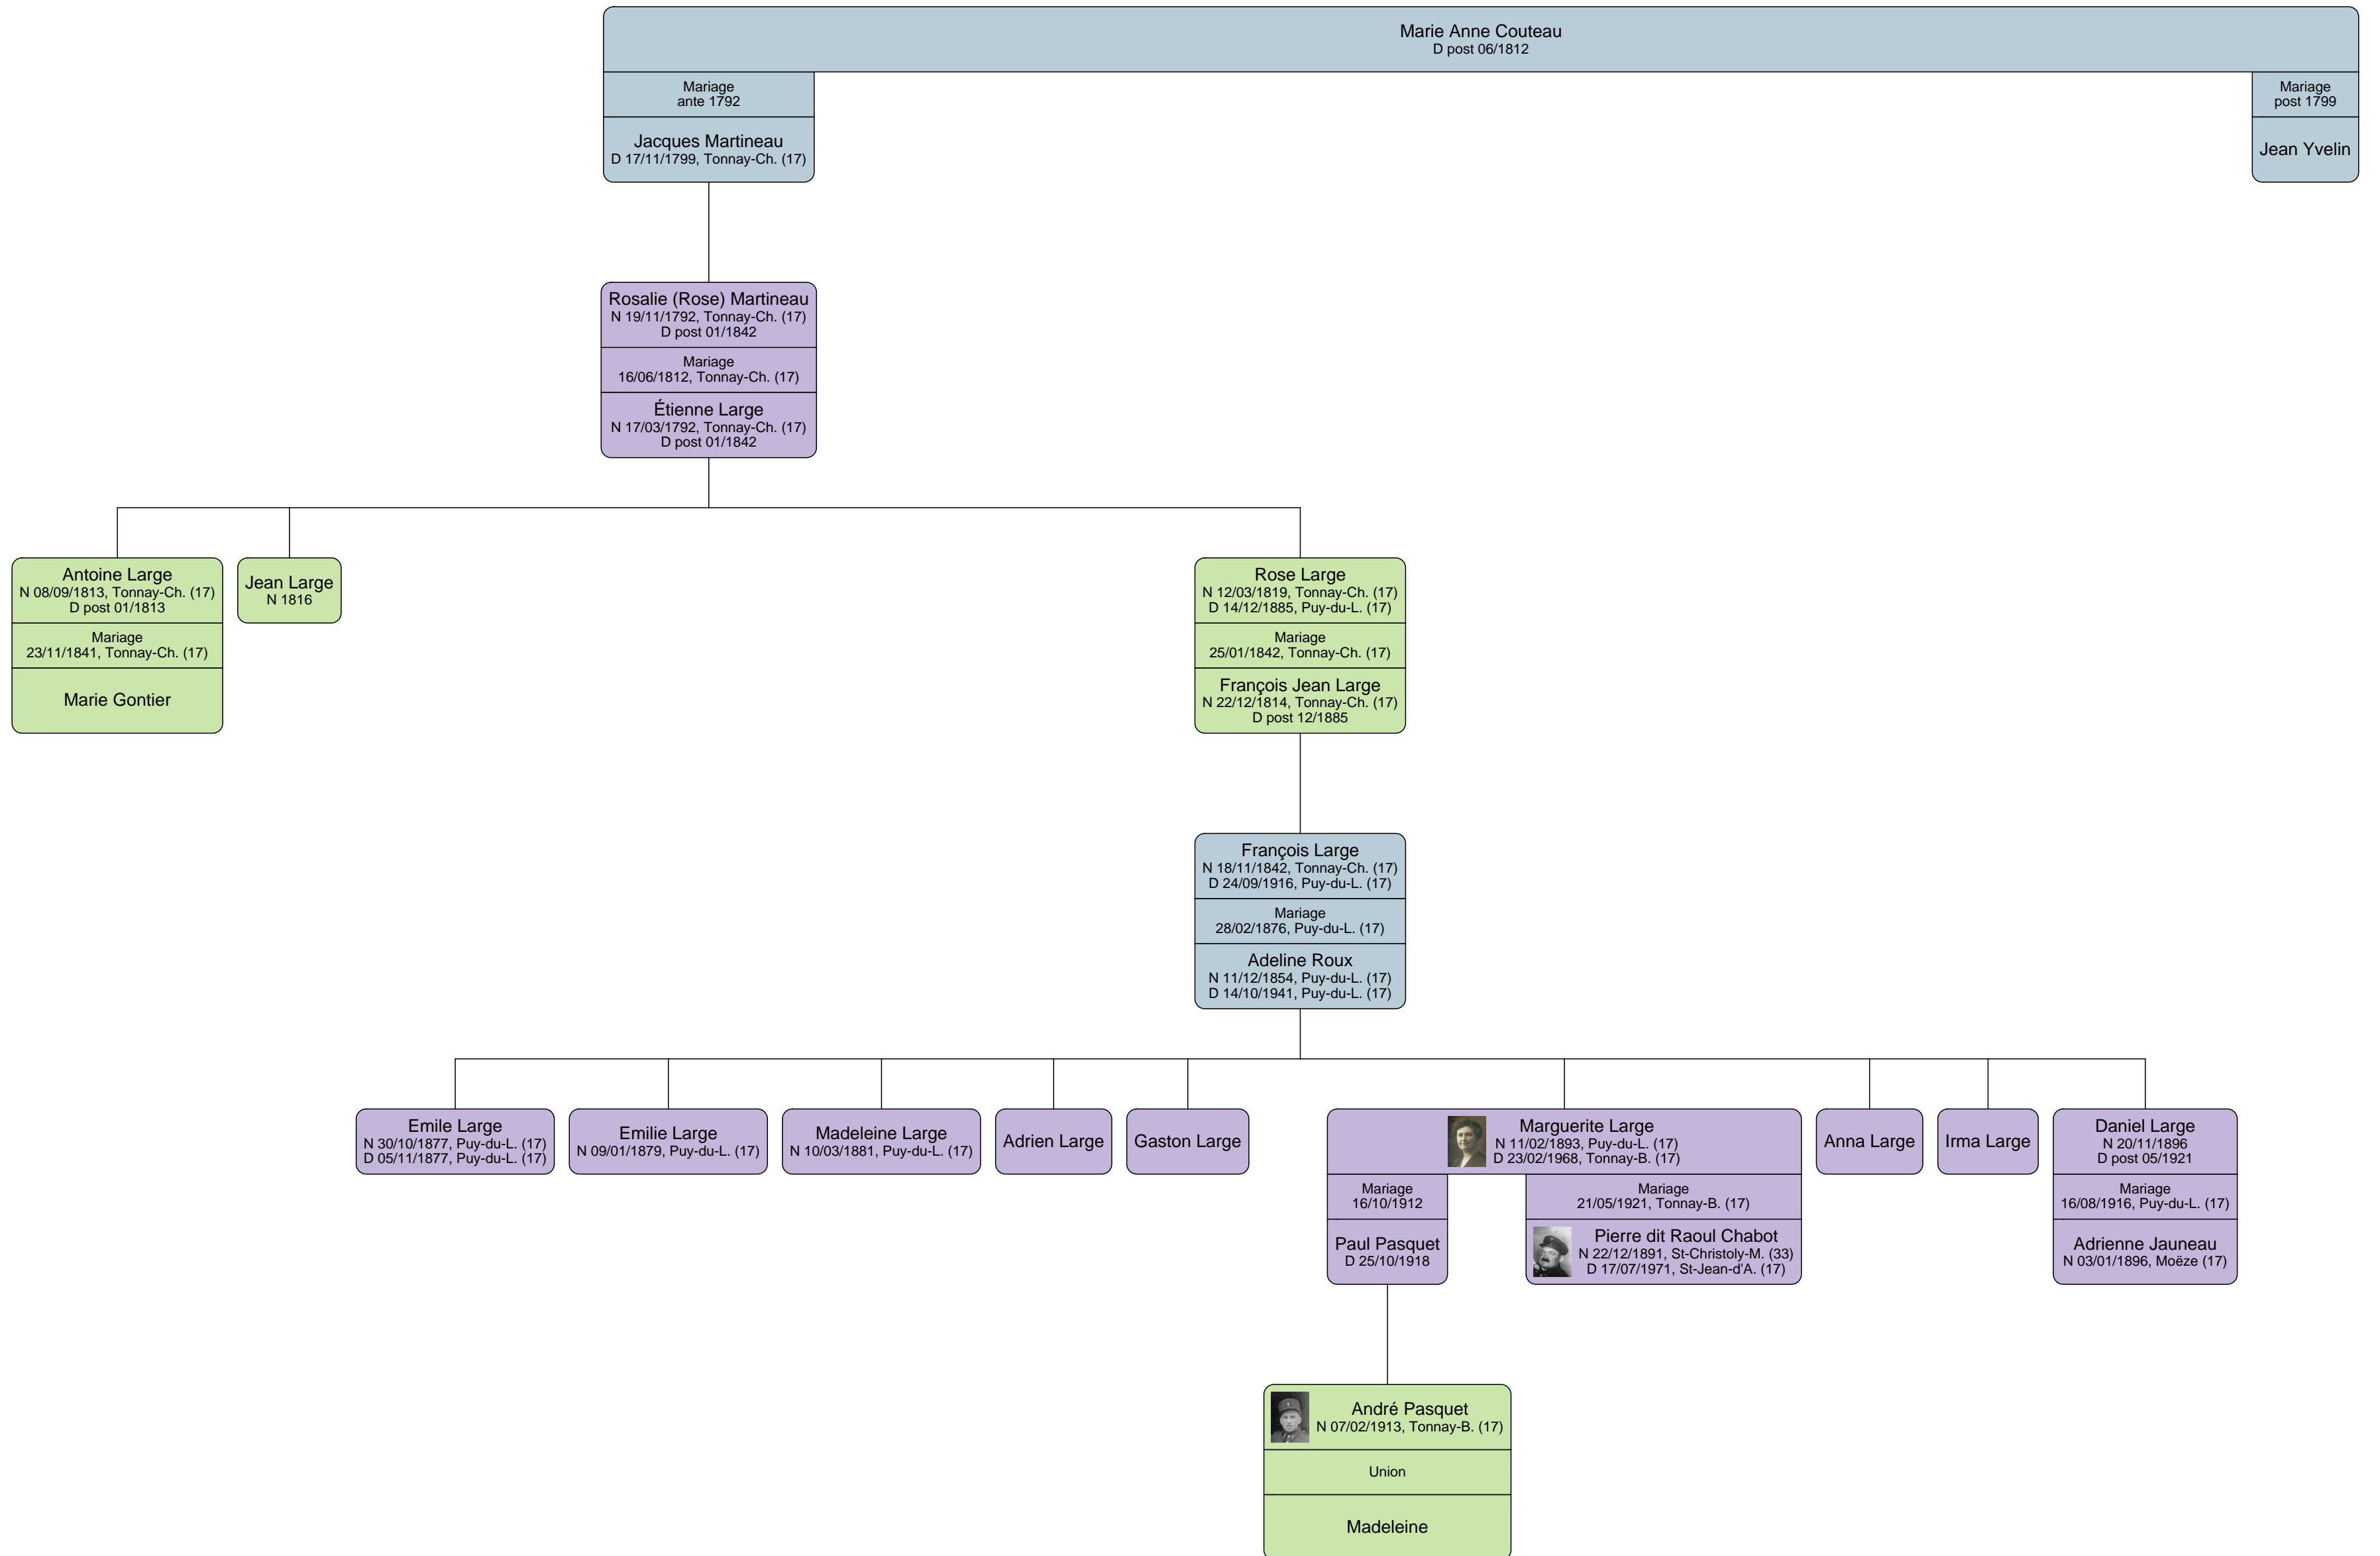 Marie Anne Couteau
D post 06/1812
Mariage
ante 1792
Jacques Martineau
D 17/11/1799, Tonnay-Ch. (17)
Mariage
post 1799
Jean Yvelin
Rosalie (Rose) Martineau
N 19/11/1792, Tonnay-Ch. (17)
D post 01/1842
Mariage
16/06/1812, Tonnay-Ch. (17)
Étienne Large
N 17/03/1792, Tonnay-Ch. (17)
D post 01/1842
Antoine Large
N 08/09/1813, Tonnay-Ch. (17)
D post 01/1813
Mariage
23/11/1841, Tonnay-Ch. (17)
Marie Gontier
Jean Large
N 1816
Rose Large
N 12/03/1819, Tonnay-Ch. (17)
D 14/12/1885, Puy-du-L. (17)
Mariage
25/01/1842, Tonnay-Ch. (17)
François Jean Large
N 22/12/1814, Tonnay-Ch. (17)
D post 12/1885
François Large
N 18/11/1842, Tonnay-Ch. (17)
D 24/09/1916, Puy-du-L. (17)
Mariage
28/02/1876, Puy-du-L. (17)
Adeline Roux
N 11/12/1854, Puy-du-L. (17)
D 14/10/1941, Puy-du-L. (17)
Emile Large
N 30/10/1877, Puy-du-L. (17)
D 05/11/1877, Puy-du-L. (17)
Emilie Large
N 09/01/1879, Puy-du-L. (17)
Madeleine Large
N 10/03/1881, Puy-du-L. (17)
Adrien Large
Gaston Large
Marguerite Large
N 11/02/1893, Puy-du-L. (17)
D 23/02/1968, Tonnay-B. (17)
Mariage
16/10/1912
Paul Pasquet
D 25/10/1918
Mariage
21/05/1921, Tonnay-B. (17)
Pierre dit Raoul Chabot
N 22/12/1891, St-Christoly-M. (33)
D 17/07/1971, St-Jean-d'A. (17)
Anna Large
Irma Large
Daniel Large
N 20/11/1896
D post 05/1921
Mariage
16/08/1916, Puy-du-L. (17)
Adrienne Jauneau
N 03/01/1896, Moëze (17)
André Pasquet
N 07/02/1913, Tonnay-B. (17)
Union
Madeleine